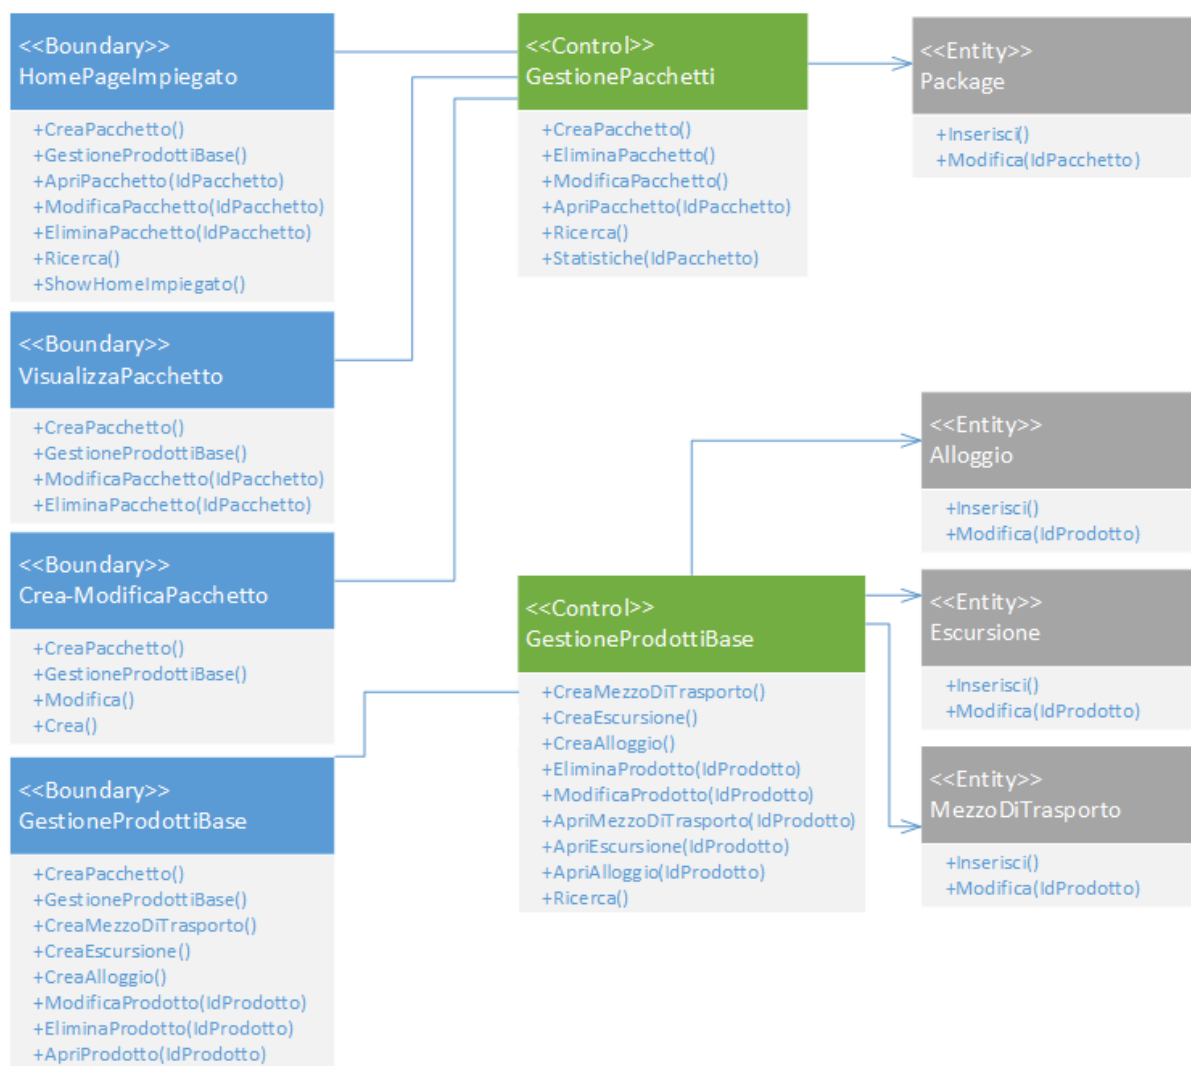 <<Boundary>>
HomePageImpiegato
+CreaPacchetto()
+GestioneProdottiBase()
+ApriPacchetto(IdPacchetto)
+ModificaPacchetto(IdPacchetto)
+EliminaPacchetto(IdPacchetto)
+Ricerca()
+ShowHomeImpiegato()
<<Control>>
GestionePacchetti
+CreaPacchetto()
+EliminaPacchetto()
+ModificaPacchetto()
+ApriPacchetto(IdPacchetto)
+Ricerca()
+Statistiche(IdPacchetto)
<<Entity>>
Package
+Inserisci()
+Modifica(IdPacchetto)
<<Boundary>>
VisualizzaPacchetto
+CreaPacchetto()
+GestioneProdottiBase()
+ModificaPacchetto(IdPacchetto)
+EliminaPacchetto(IdPacchetto)
<<Entity>>
Alloggio
+Inserisci()
+Modifica(IdProdotto)
<<Boundary>>
Crea-ModificaPacchetto
+CreaPacchetto()
+GestioneProdottiBase()
+Modifica()
+Crea()
<<Control>>
GestioneProdottiBase
+CreaMezzoDiTrasporto()
+CreaEscursione()
+CreaAlloggio()
+EliminaProdotto(IdProdotto)
+ModificaProdotto(IdProdotto)
+ApriMezzoDiTrasporto(IdProdotto)
+ApriEscursione(IdProdotto)
+ApriAlloggio(IdProdotto)
+Ricerca()
<<Entity>>
Escursione
+Inserisci()
+Modifica(IdProdotto)
<<Entity>>
MezzoDiTrasporto
+Inserisci()
+Modifica(IdProdotto)
<<Boundary>>
GestioneProdottiBase
+CreaPacchetto()
+GestioneProdottiBase()
+CreaMezzoDiTrasporto()
+CreaEscursione()
+CreaAlloggio()
+ModificaProdotto(IdProdotto)
+EliminaProdotto(IdProdotto)
+ApriProdotto(IdProdotto)